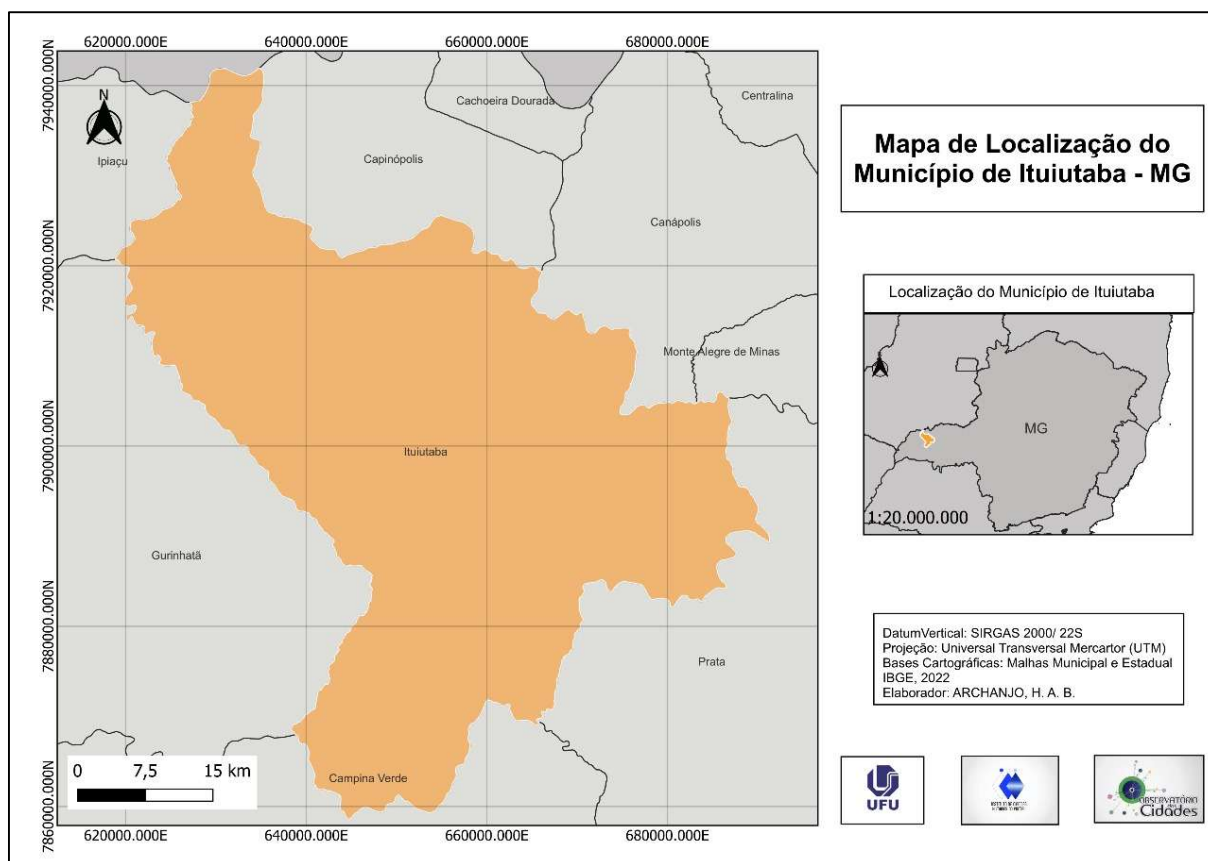 620000.000E 640000.000E 660000.000E 680000.000E
7940000.000N
7920000.000N
7900000.000N
7880000.000N
7860000.000N
N
Ipiaçu
Capinópolis
Cachoeira Dourada
Centralina
Canápolis
Monte Alegre de Minas
Ituiutaba
Gurinhatã
Prata
Campina Verde
0 7,5 15 km
620000.000E 640000.000E 660000.000E 680000.000E
Mapa de Localização do
Município de Ituiutaba - MG
Localização do Município de Ituiutaba
MG
1:20.000.000
DatumVertical: SIRGAS 2000/ 22S
Projeção: Universal Transversal Mercartor (UTM)
Bases Cartográficas: Malhas Municipal e Estadual
IBGE, 2022
Elaborador: ARCHANJO, H. A. B.
UFU
OBSERVATÓRIO
Cidades